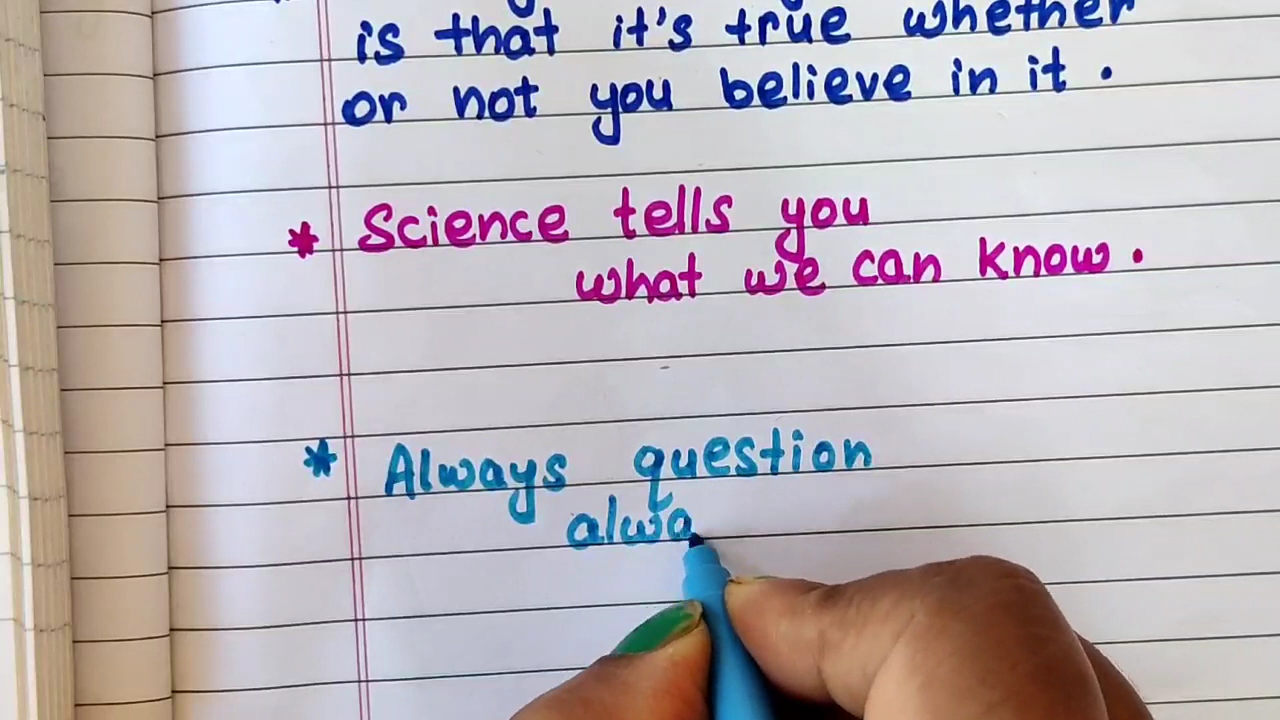 is that it's true whether
or not you believe in it.
* Science tells you
what we can know.
* Always question
alwa